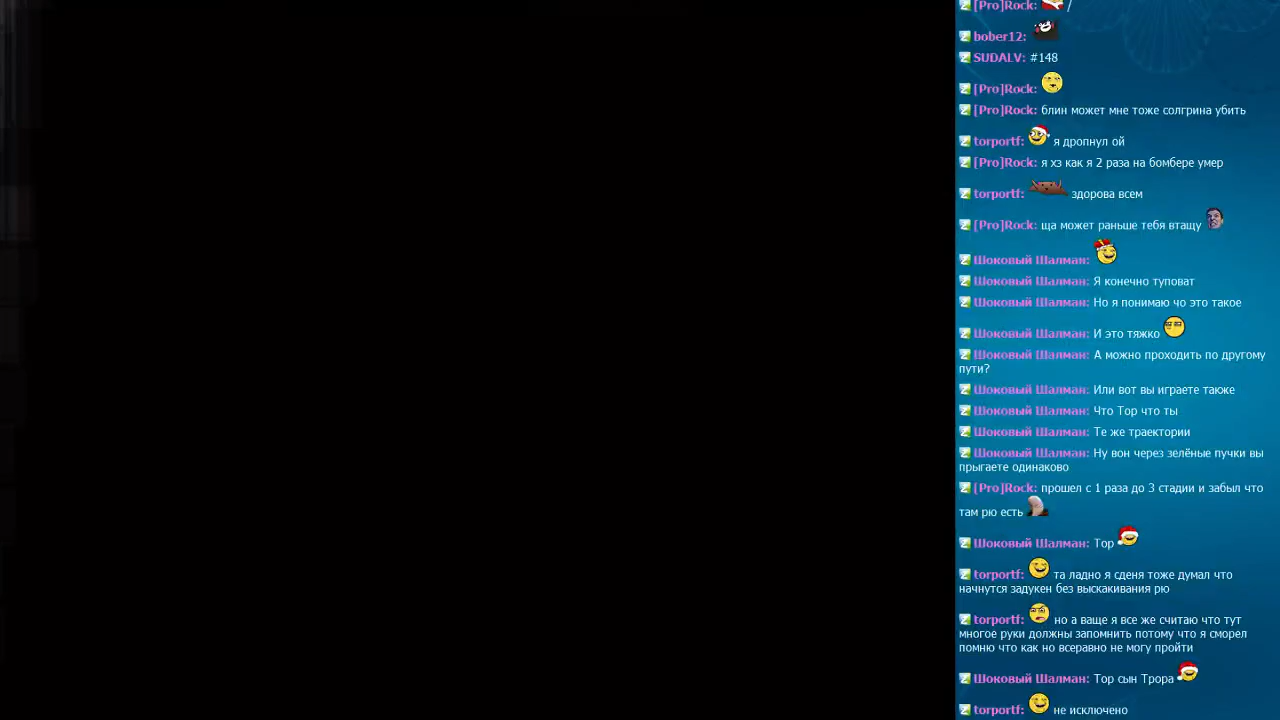 [Pro]Rock: /
bober12:
SUDALV: #148
[Pro]Rock:
[Pro]Rock: блин может мне тоже солгрина убить
torportf: я дропнул ой
[Pro]Rock: я хз как я 2 раза на бомбере умер
torportf: здорова всем
[Pro]Rock: ща может раньше тебя втащу
Шоковый Шалман:
Шоковый Шалман: Я конечно туповат
Шоковый Шалман: Но я понимаю чо это такое
Шоковый Шалман: И это тяжко
Шоковый Шалман: А можно проходить по другому
пути?
Шоковый Шалман: Или вот вы играете также
Шоковый Шалман: Что Тор что ты
Шоковый Шалман: Те же траектории
Шоковый Шалман: Ну вон через зелёные пучки вы
прыгаете одинаково
[Pro]Rock: прошел с 1 раза до 3 стадии и забыл что
там рю есть
Шоковый Шалман: Тор
torportf: та ладно я сденя тоже думал что
начнутся задукен без выскакивания рю
torportf: но а ваще я все же считаю что тут
многое руки должны запомнить потому что я сморел
помню что как но всеравно не могу пройти
Шоковый Шалман: Тор сын Трора
torportf: не исключено